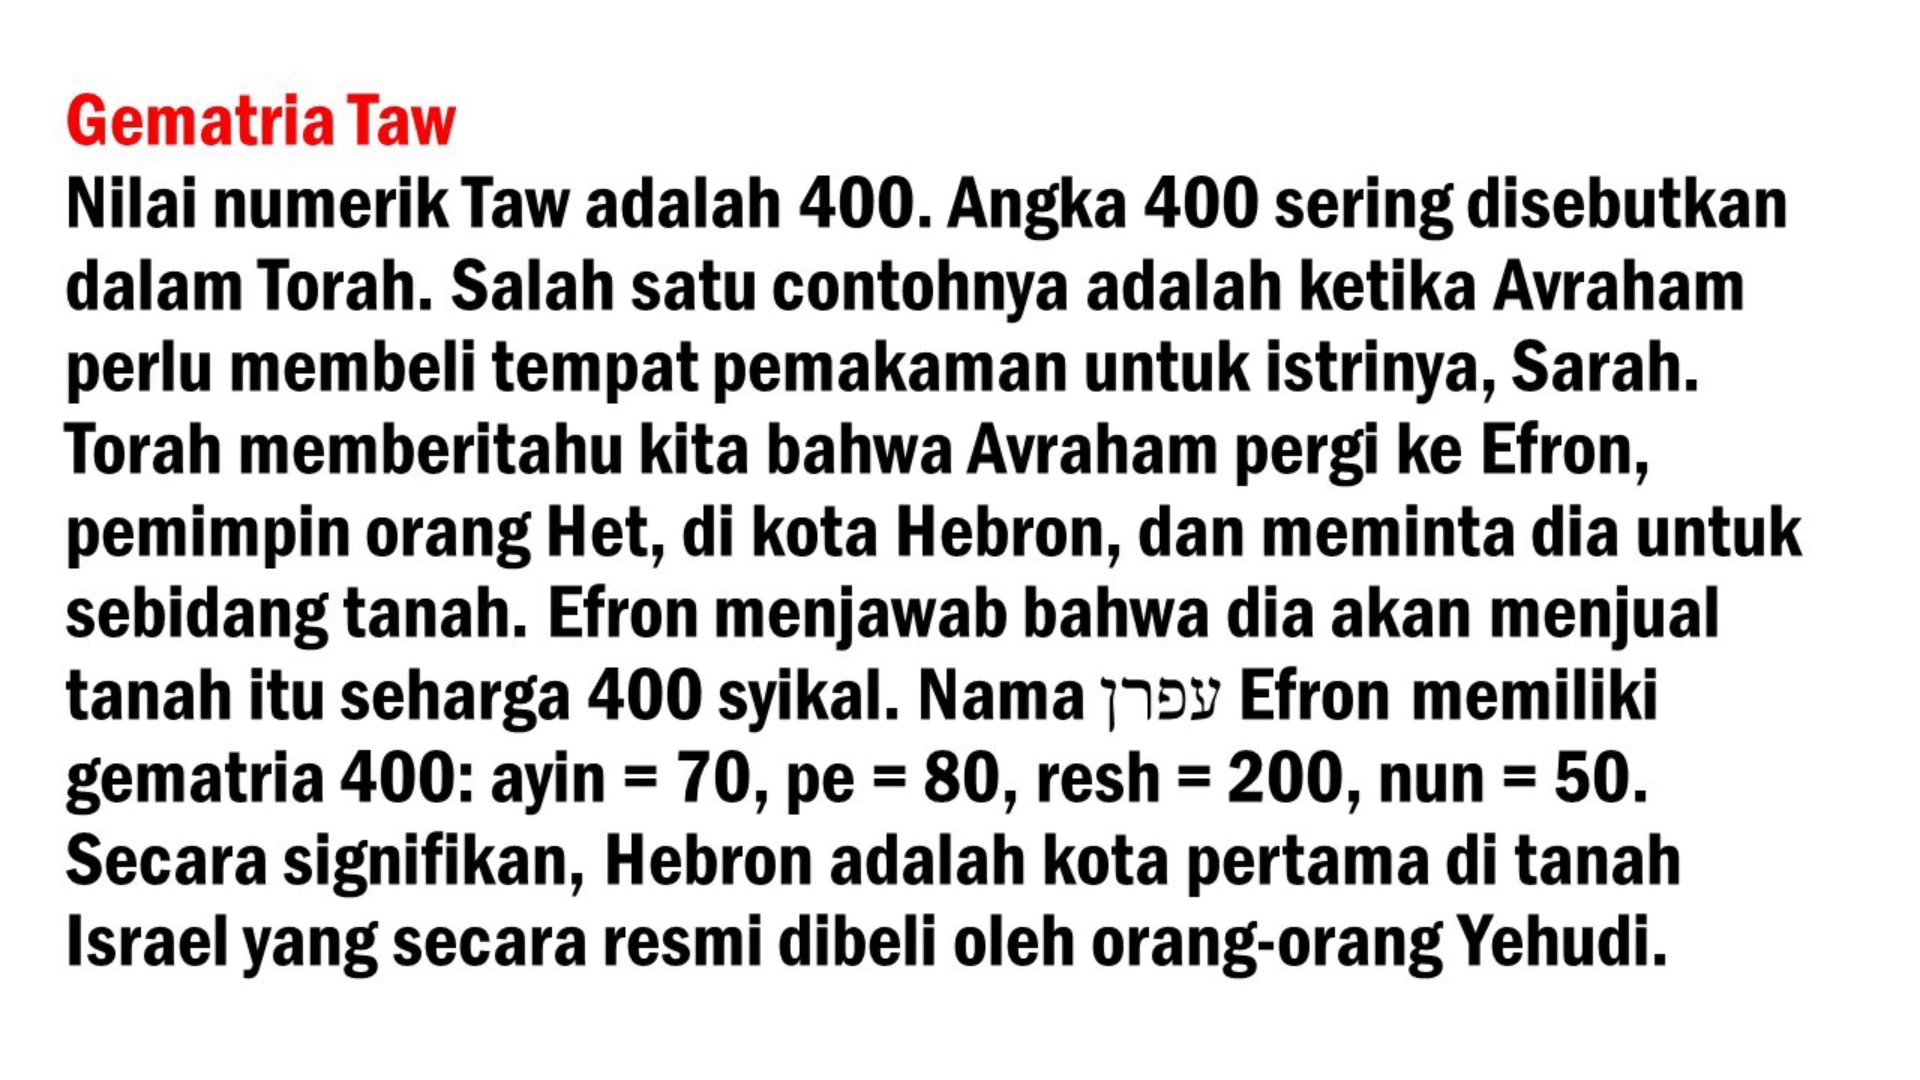 Gematria Taw
Nilai numerik Taw adalah 400. Angka 400 sering disebutkan
dalam Torah. Salah satu contohnya adalah ketika Avraham
perlu membeli tempat pemakaman untuk istrinya, Sarah.
Torah memberitahu kita bahwa Avraham pergi ke Efron,
pemimpin orang Het, di kota Hebron, dan meminta dia untuk
sebidang tanah. Efron menjawab bahwa dia akan menjual
tanah itu seharga 400 syikal. Nama עפרן Efron memiliki
gematria 400: ayin = 70, pe = 80, resh = 200, nun = 50.
Secara signifikan, Hebron adalah kota pertama di tanah
Israel yang secara resmi dibeli oleh orang-orang Yehudi.